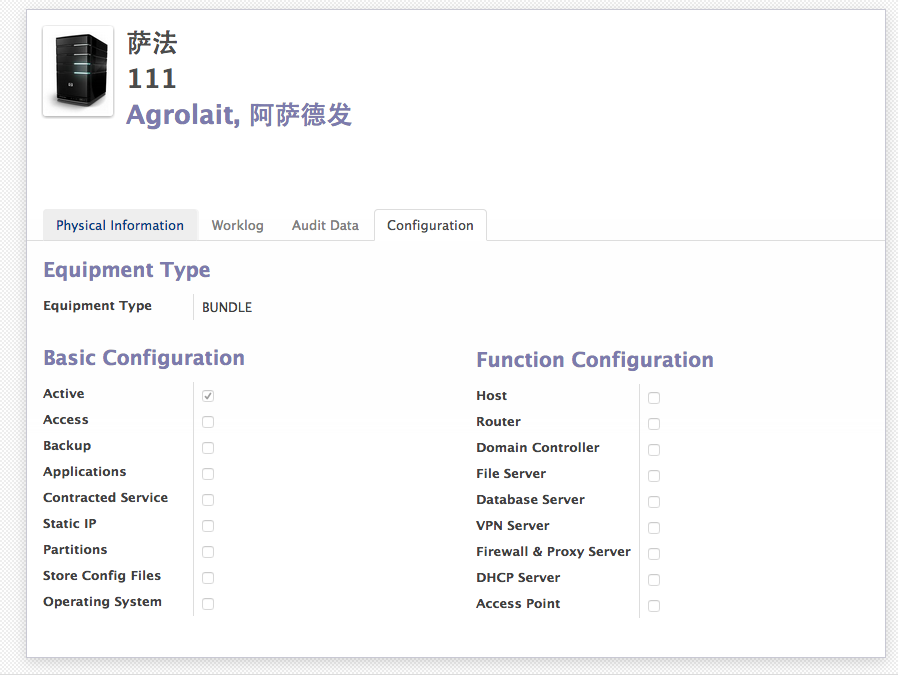 萨法
111
Agrolait, 阿萨德发
Physical Information Worklog Audit Data Configuration
Equipment Type
Equipment Type BUNDLE
Basic Configuration
Active
Access
Backup
Applications
Contracted Service
Static IP
Partitions
Store Config Files
Operating System
Function Configuration
Host
Router
Domain Controller
File Server
Database Server
VPN Server
Firewall & Proxy Server
DHCP Server
Access Point